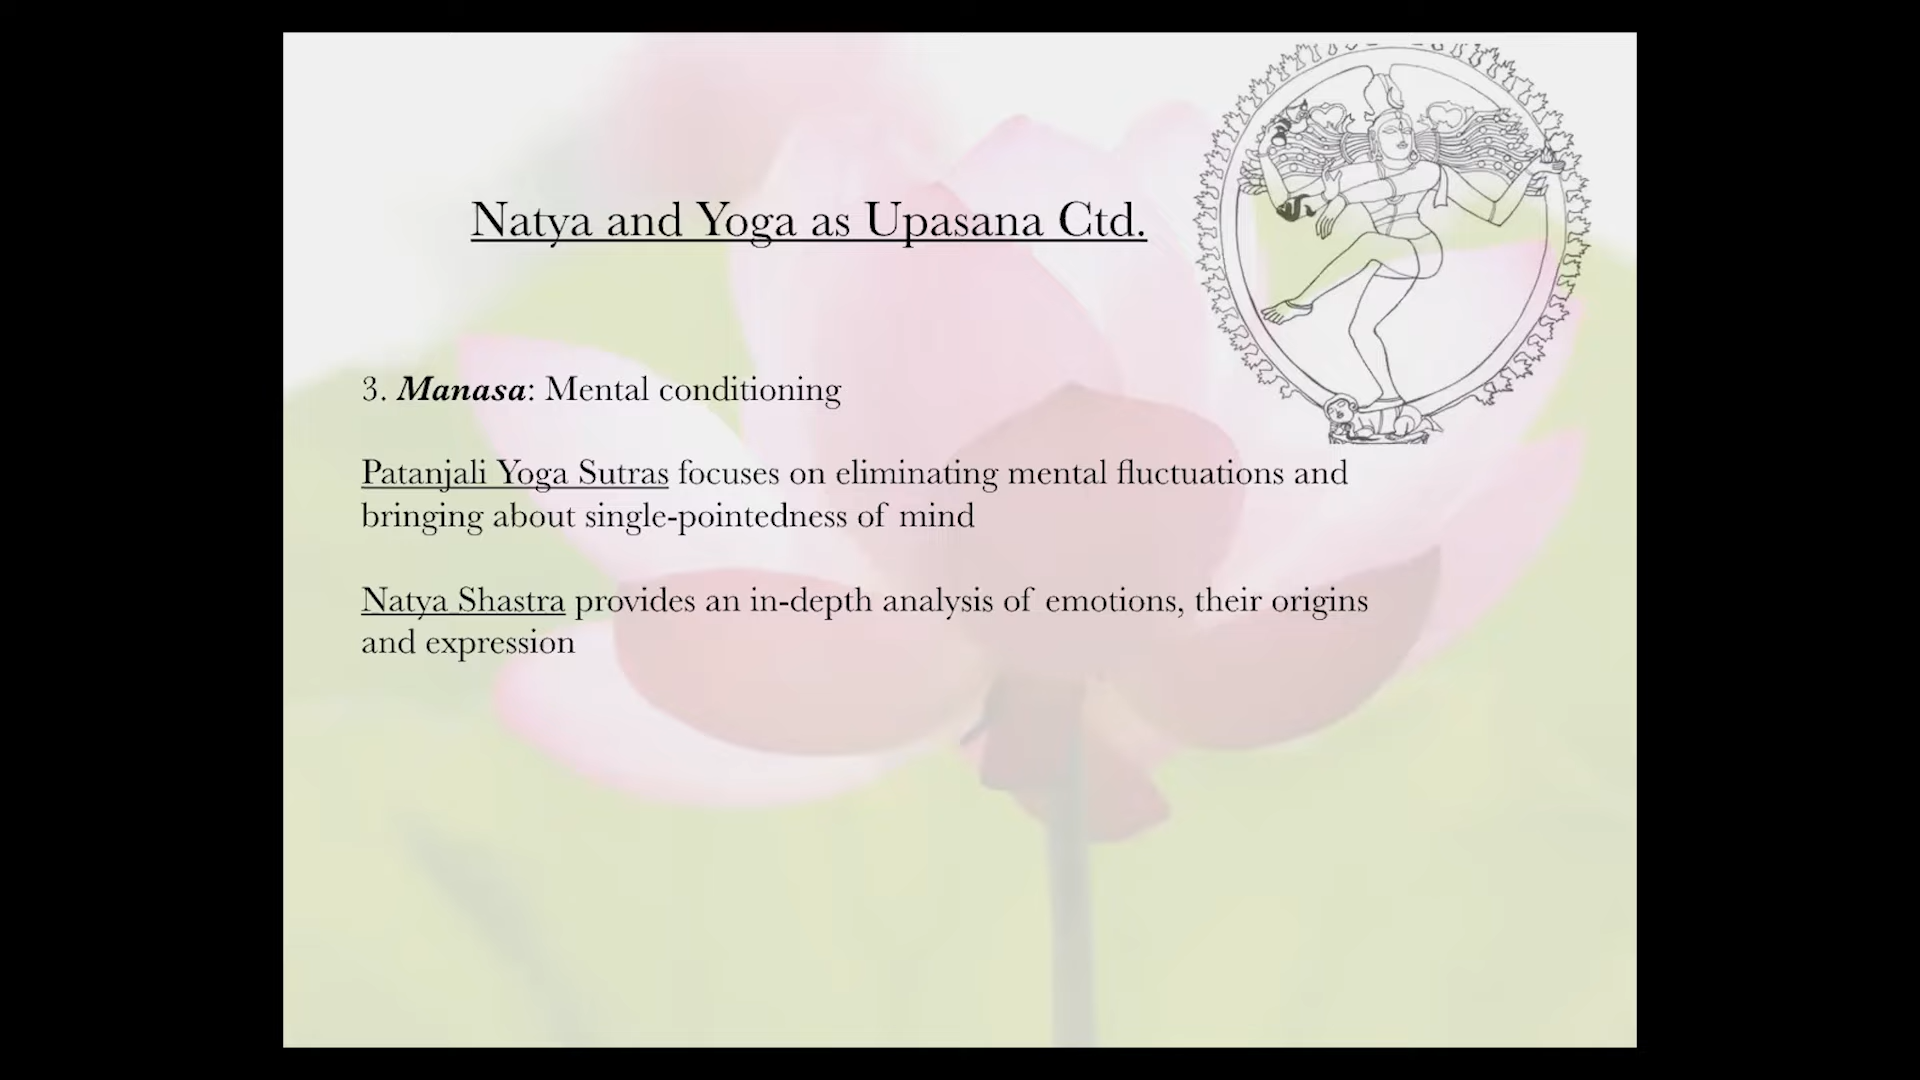 Natya and Yoga as Upasana Ctd.
3. Manasa: Mental conditioning
Patanjali Yoga Sutras focuses on eliminating mental fluctuations and
bringing about single-pointedness of mind
Natya Shastra provides an in-depth analysis of emotions, their origins
and expression